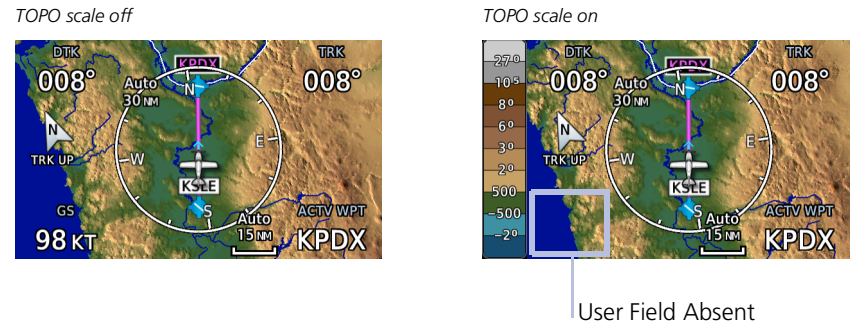 TOPO scale off
DTK
TRK
008°
008°
KPDX
Auto
30 NM
N
N
TRK UP
W
E
KSLE
S
GS
Auto
ACTV WPT
98 KT
15 NM
KPDX
TOPO scale on
DTK
TRK
27⁰
008°
008°
KPDX
10⁵
Auto
30 NM
N
8⁰
6⁰
N
TRK UP
W
E
3⁰
2⁰
KSLE
500
S
Auto
ACTV WPT
-500
15 NM
KPDX
-2⁰
User Field Absent